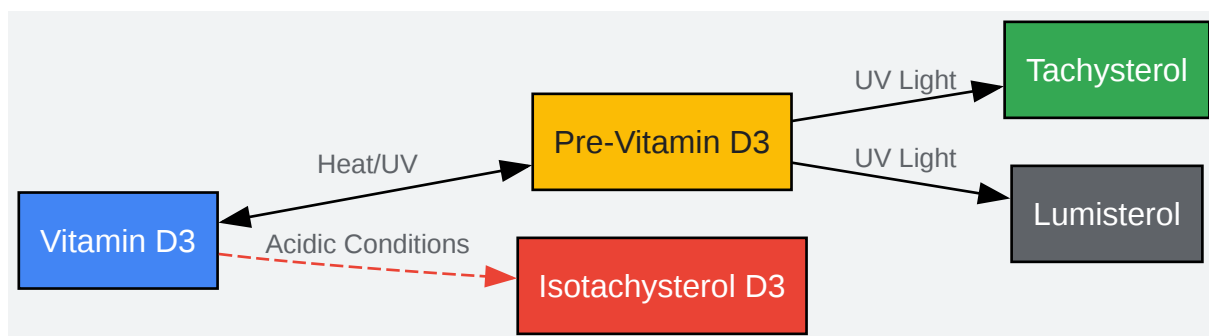 Tachysterol
UV Light
Pre-Vitamin D3
Heat/UV
UV Light
Lumisterol
Vitamin D3
Acidic Conditions
Isotachysterol D3